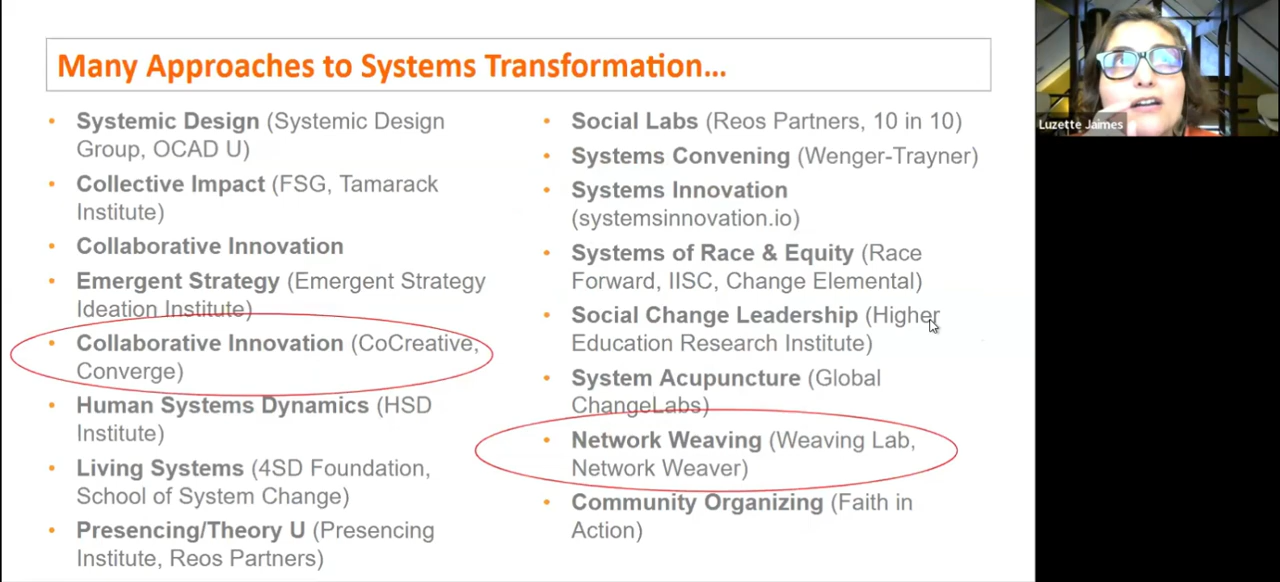 Many Approaches to Systems Transformation...
• Systemic Design (Systemic Design
Group, OCAD U)
• Collective Impact (FSG, Tamarack
Institute)
• Collaborative Innovation
• Emergent Strategy (Emergent Strategy
Ideation Institute)
• Collaborative Innovation (CoCreative,
Converge)
• Human Systems Dynamics (HSD
Institute)
• Living Systems (4SD Foundation,
School of System Change)
• Presencing/Theory U (Presencing
Institute, Reos Partners)
• Social Labs (Reos Partners, 10 in 10)
• Systems Convening (Wenger-Trayner)
• Systems Innovation
(systemsinnovation.io)
• Systems of Race & Equity (Race
Forward, IISC, Change Elemental)
• Social Change Leadership (Higher
Education Research Institute)
• System Acupuncture (Global
ChangeLabs)
• Network Weaving (Weaving Lab,
Network Weaver)
• Community Organizing (Faith in
Action)
Luzette Jaimes